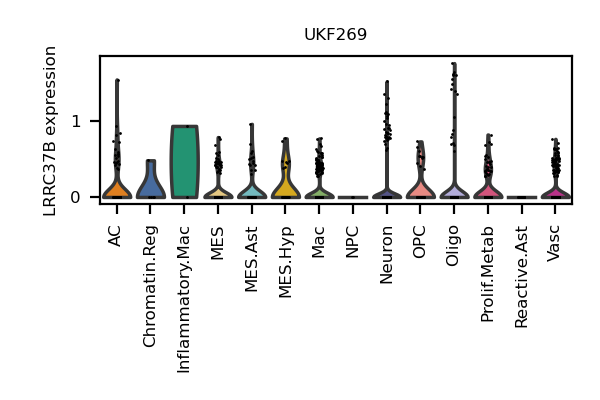 UKF269
LRRC37B expression
1
0
AC
Chromatin.Reg
Inflammatory.Mac
MES
MES.Ast
MES.Hyp
Mac
NPC
Neuron
OPC
Oligo
Prolif.Metab
Reactive.Ast
Vasc